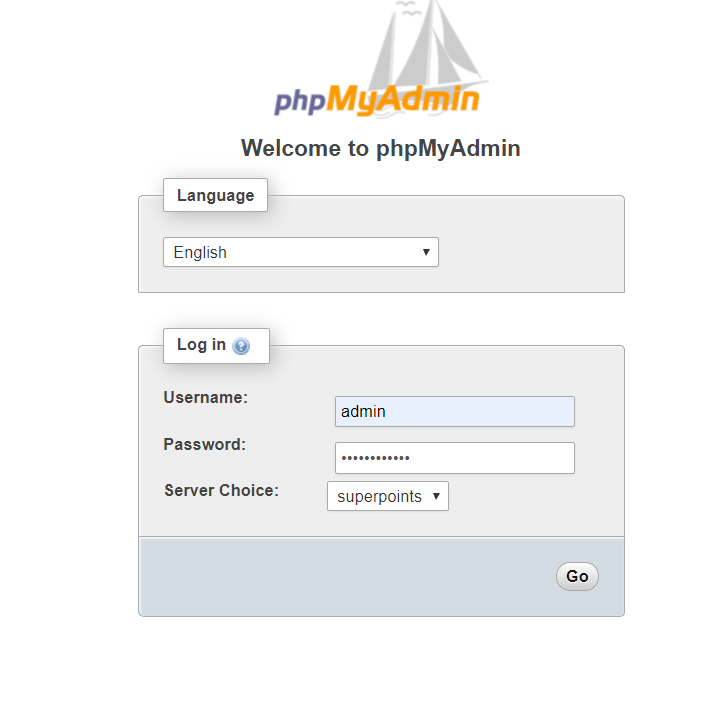 phpMyAdmin
Welcome to phpMyAdmin
Language
English
Log in ?
Username:
admin
Password:
••••••••••••
Server Choice:
superpoints
Go